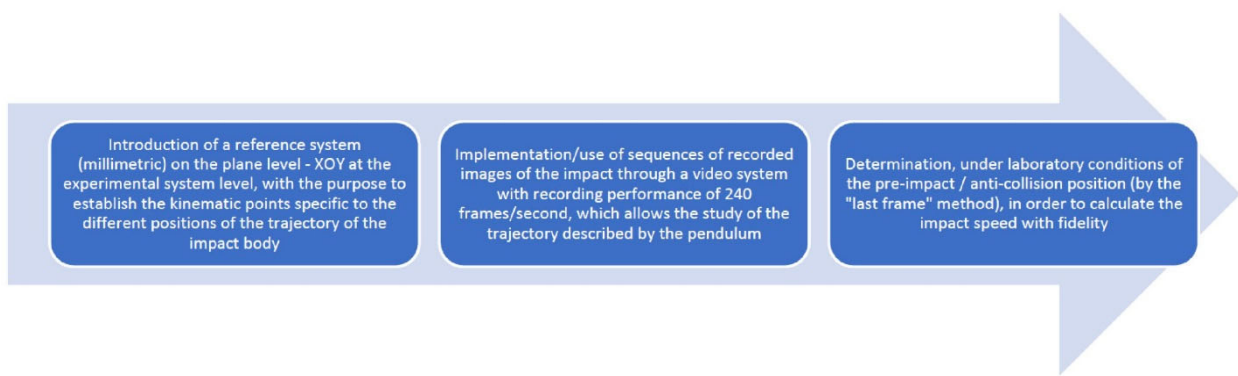 Introduction of a reference system
(millimetric) on the plane level - XOY at the
experimental system level, with the purpose to
establish the kinematic points specific to the
different positions of the trajectory of the
impact body
Implementation/use of sequences of recorded
images of the impact through a video system
with recording performance of 240
frames/second, which allows the study of the
trajectory described by the pendulum
Determination, under laboratory conditions of
the pre-impact / anti-collision position (by the
"last frame" method), in order to calculate the
impact speed with fidelity